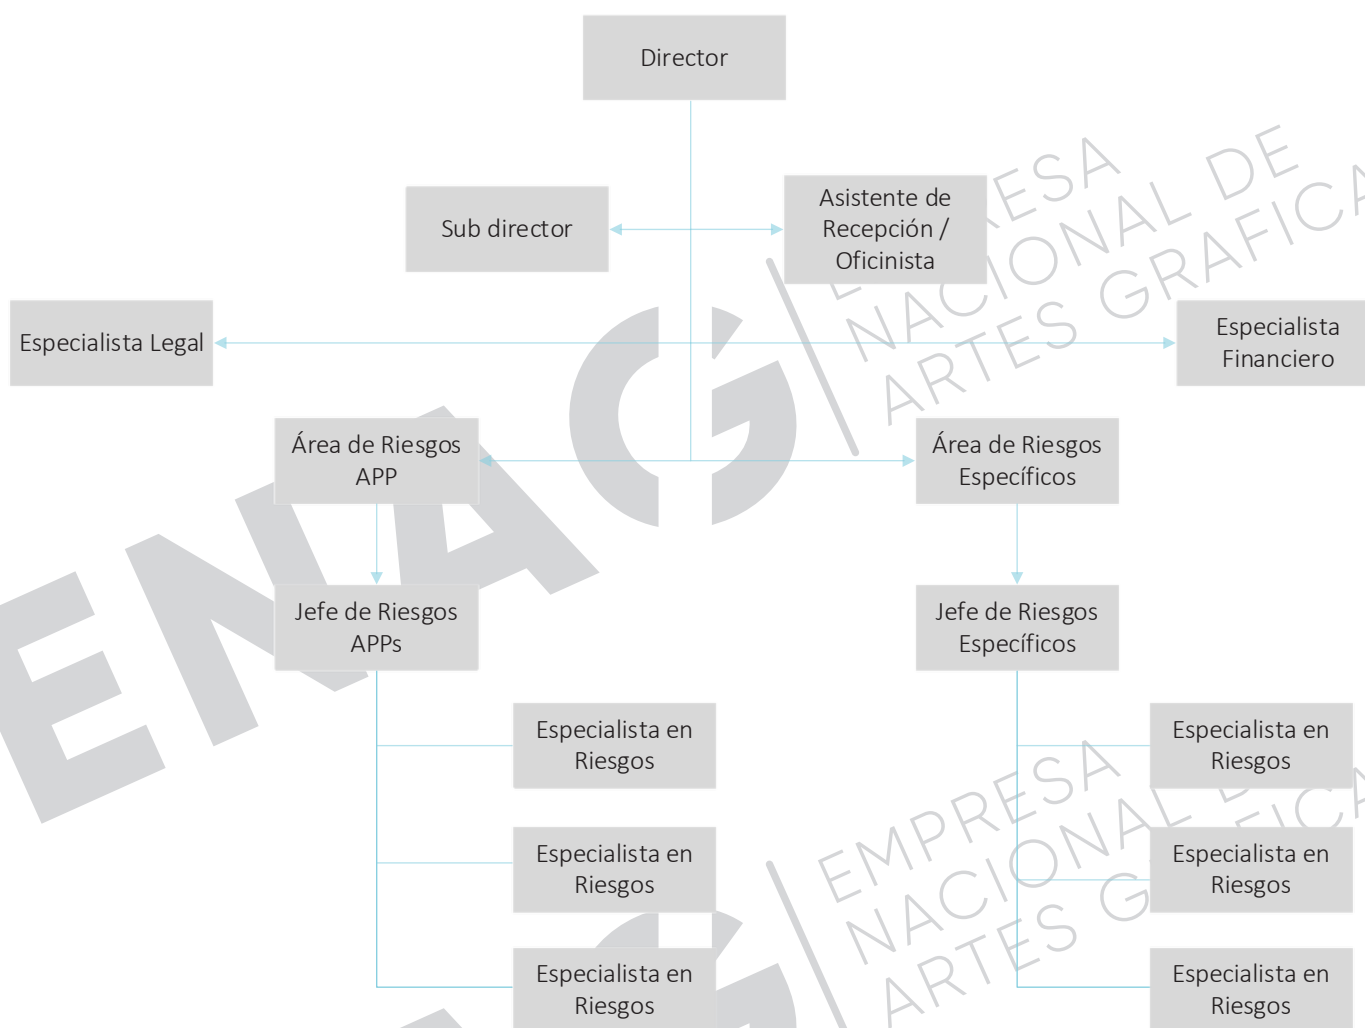 Director
Sub director
Asistente de
Recepción /
Oficinista
Especialista Legal
Especialista
Financiero
Área de Riesgos
APP
Área de Riesgos
Específicos
Jefe de Riesgos
APPs
Jefe de Riesgos
Específicos
Especialista en
Riesgos
Especialista en
Riesgos
Especialista en
Riesgos
Especialista en
Riesgos
Especialista en
Riesgos
Especialista en
Riesgos
ENAG
EMPRESA
NACIONAL DE
ARTES GRAFICA
EMPRESA
NACIONAL D
ARTES G FICA